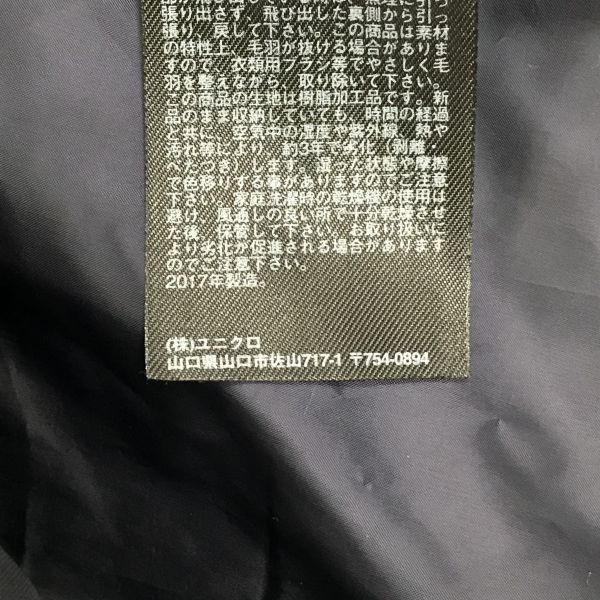 張り出さず、飛び出した裏側から引っ
張り、戻して下さい。これらは素材
の特性上、毛羽が抜ける場合があり
ますので、衣類用ブラシ等でやさしく毛
羽を整えながら、取り除いて下さい。
この商品の生地は樹脂加工品です。新
品のまま収納していても、時間の経過
と共に、空気中の湿度や紫外線、熱や
汚れ等により、約3年で劣化(剥離・
べたつき)します。湿った状態や摩擦
で色移りする事がありますのでご注意
下さい。家庭洗濯時の乾燥機の使用は
避け、風通しの良い所で十分乾燥させ
た後、保管して下さい。お取り扱いに
より劣化が促進される場合があります
のでご注意下さい。
2017年製造。
(株)ユニクロ
山口県山口市佐山717-1 〒754-0894